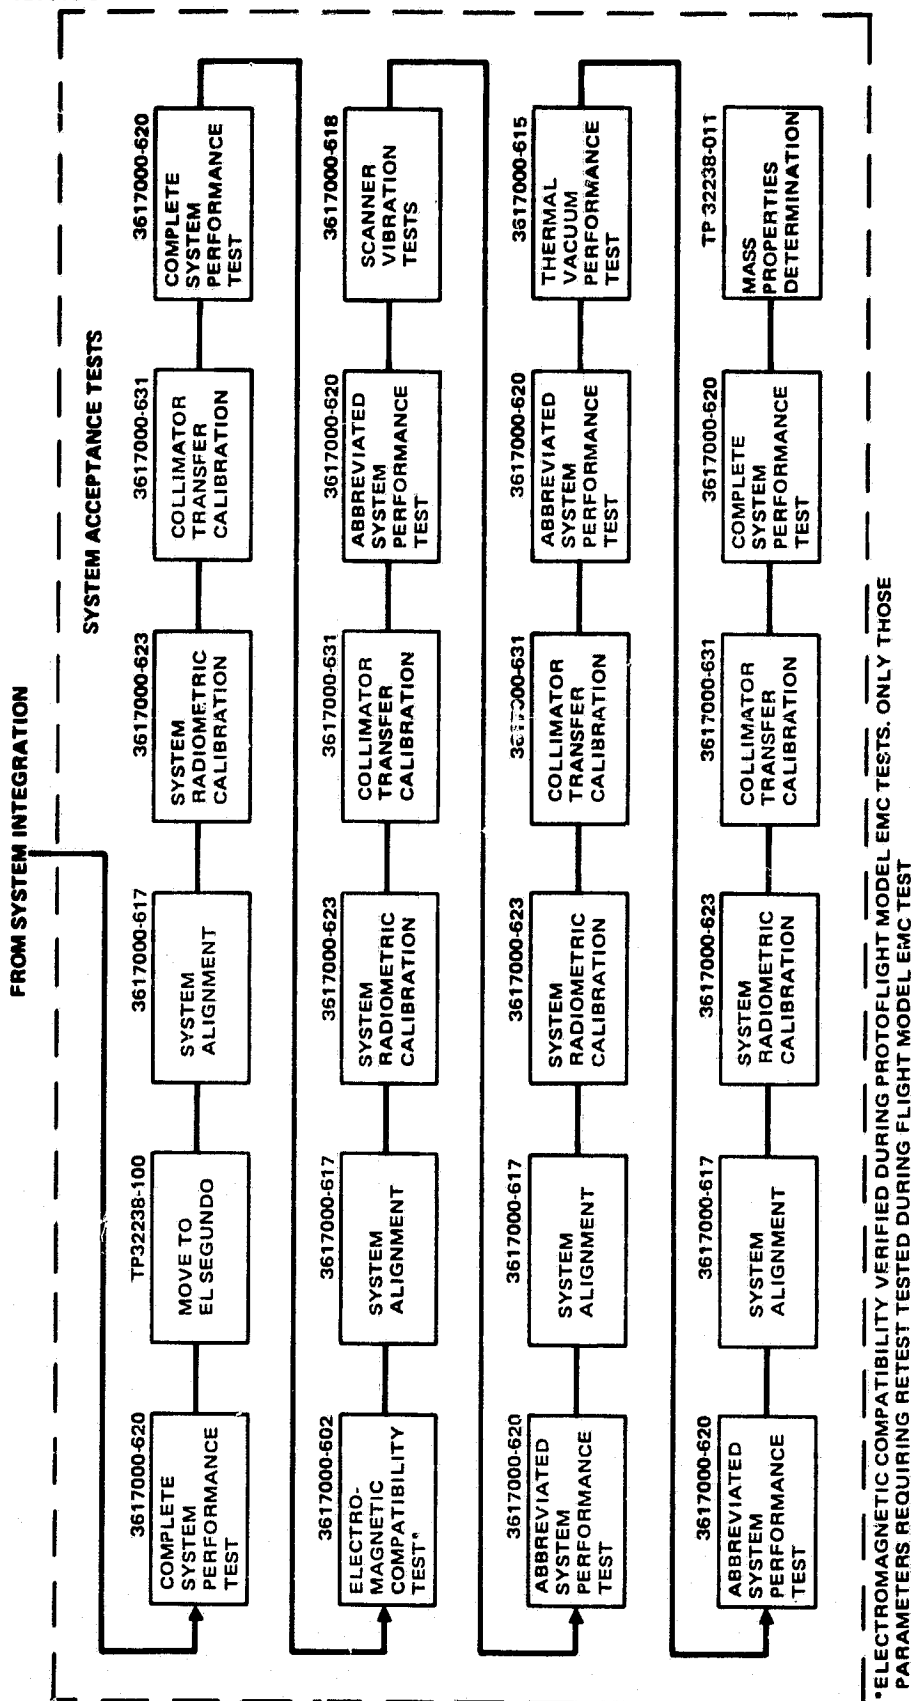 FROM SYSTEM INTEGRATION
SYSTEM ACCEPTANCE TESTS
3617000-620
COMPLETE
SYSTEM
PERFORMANCE
TEST
TP32238-100
MOVE TO
EL SEGUNDO
3617000-617
SYSTEM
ALIGNMENT
3617000-623
SYSTEM
RADIOMETRIC
CALIBRATION
3617000-631
COLLIMATOR
TRANSFER
CALIBRATION
3617000-620
COMPLETE
SYSTEM
PERFORMANCE
TEST
3617000-602
ELECTRO-
MAGNETIC
COMPATIBILITY
TEST*
3617000-617
SYSTEM
ALIGNMENT
3617000-623
SYSTEM
RADIOMETRIC
CALIBRATION
3617000-631
COLLIMATOR
TRANSFER
CALIBRATION
3617000-620
ABBREVIATED
SYSTEM
PERFORMANCE
TEST
3617000-618
SCANNER
VIBRATION
TESTS
3617000-620
ABBREVIATED
SYSTEM
PERFORMANCE
TEST
3617000-617
SYSTEM
ALIGNMENT
3617000-623
SYSTEM
RADIOMETRIC
CALIBRATION
3617000-631
COLLIMATOR
TRANSFER
CALIBRATION
3617000-620
ABBREVIATED
SYSTEM
PERFORMANCE
TEST
3617000-615
THERMAL
VACUUM
PERFORMANCE
TEST
3617000-620
ABBREVIATED
SYSTEM
PERFORMANCE
TEST
3617000-617
SYSTEM
ALIGNMENT
3617000-623
SYSTEM
RADIOMETRIC
CALIBRATION
3617000-631
COLLIMATOR
TRANSFER
CALIBRATION
3617000-620
COMPLETE
SYSTEM
PERFORMANCE
TEST
TP 32238-011
MASS
PROPERTIES
DETERMINATION
*ELECTROMAGNETIC COMPATIBILITY VERIFIED DURING PROTOFLIGHT MODEL EMC TESTS. ONLY THOSE
PARAMETERS REQUIRING RETEST TESTED DURING FLIGHT MODEL EMC TEST